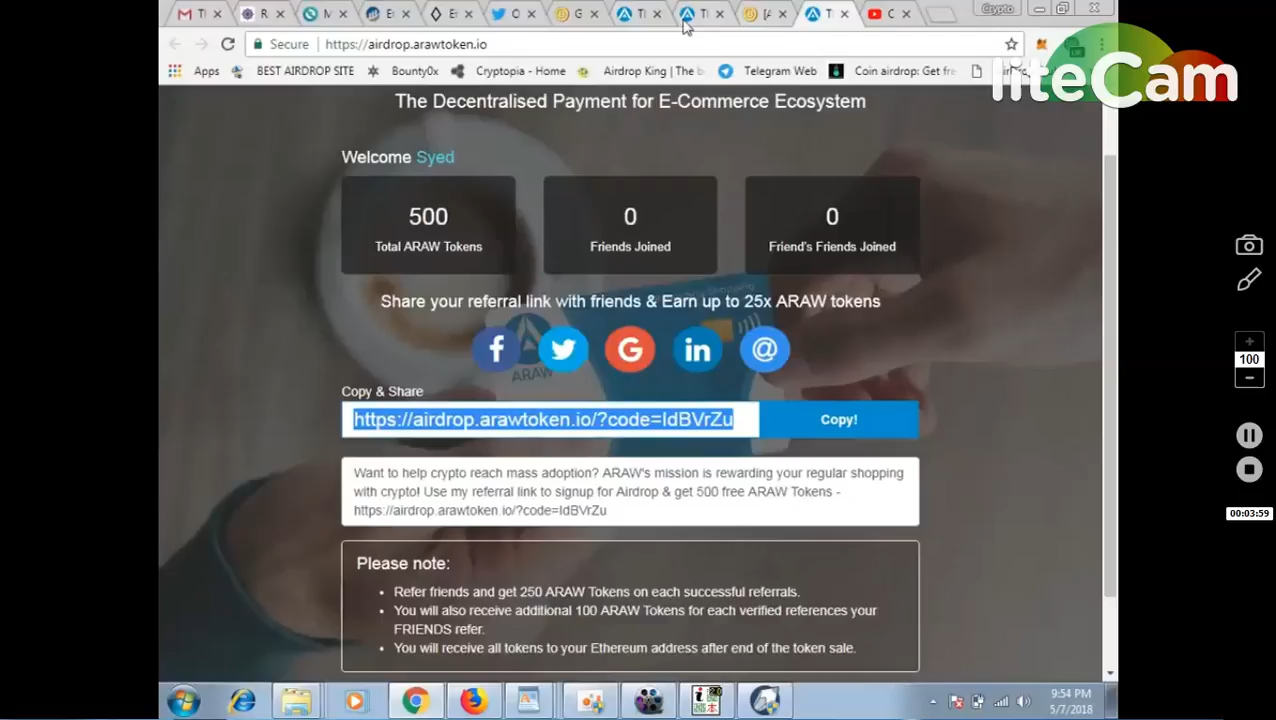 Crypto
Secure
https://airdrop.arawtoken.io
Apps
BEST AIRDROP SITE
Bounty0x
Cryptopia - Home
Airdrop King | The b
Telegram Web
Coin airdrop: Get fre
liteCam
The Decentralised Payment for E-Commerce Ecosystem
Welcome Syed
500
0
0
Total ARAW Tokens
Friends Joined
Friend's Friends Joined
Share your referral link with friends & Earn up to 25x ARAW tokens
f
G
in
@
ARAW
Copy & Share
https://airdrop.arawtoken.io/?code=IdBVrZu
Copy!
Want to help crypto reach mass adoption? ARAW's mission is rewarding your regular shopping
with crypto! Use my referral link to signup for Airdrop & get 500 free ARAW Tokens -
https://airdrop.arawtoken.io/?code=IdBVrZu
Please note:
Refer friends and get 250 ARAW Tokens on each successful referrals.
You will also receive additional 100 ARAW Tokens for each verified references your
FRIENDS refer.
You will receive all tokens to your Ethereum address after end of the token sale.
100
00:03:59
9:54 PM
5/7/2018